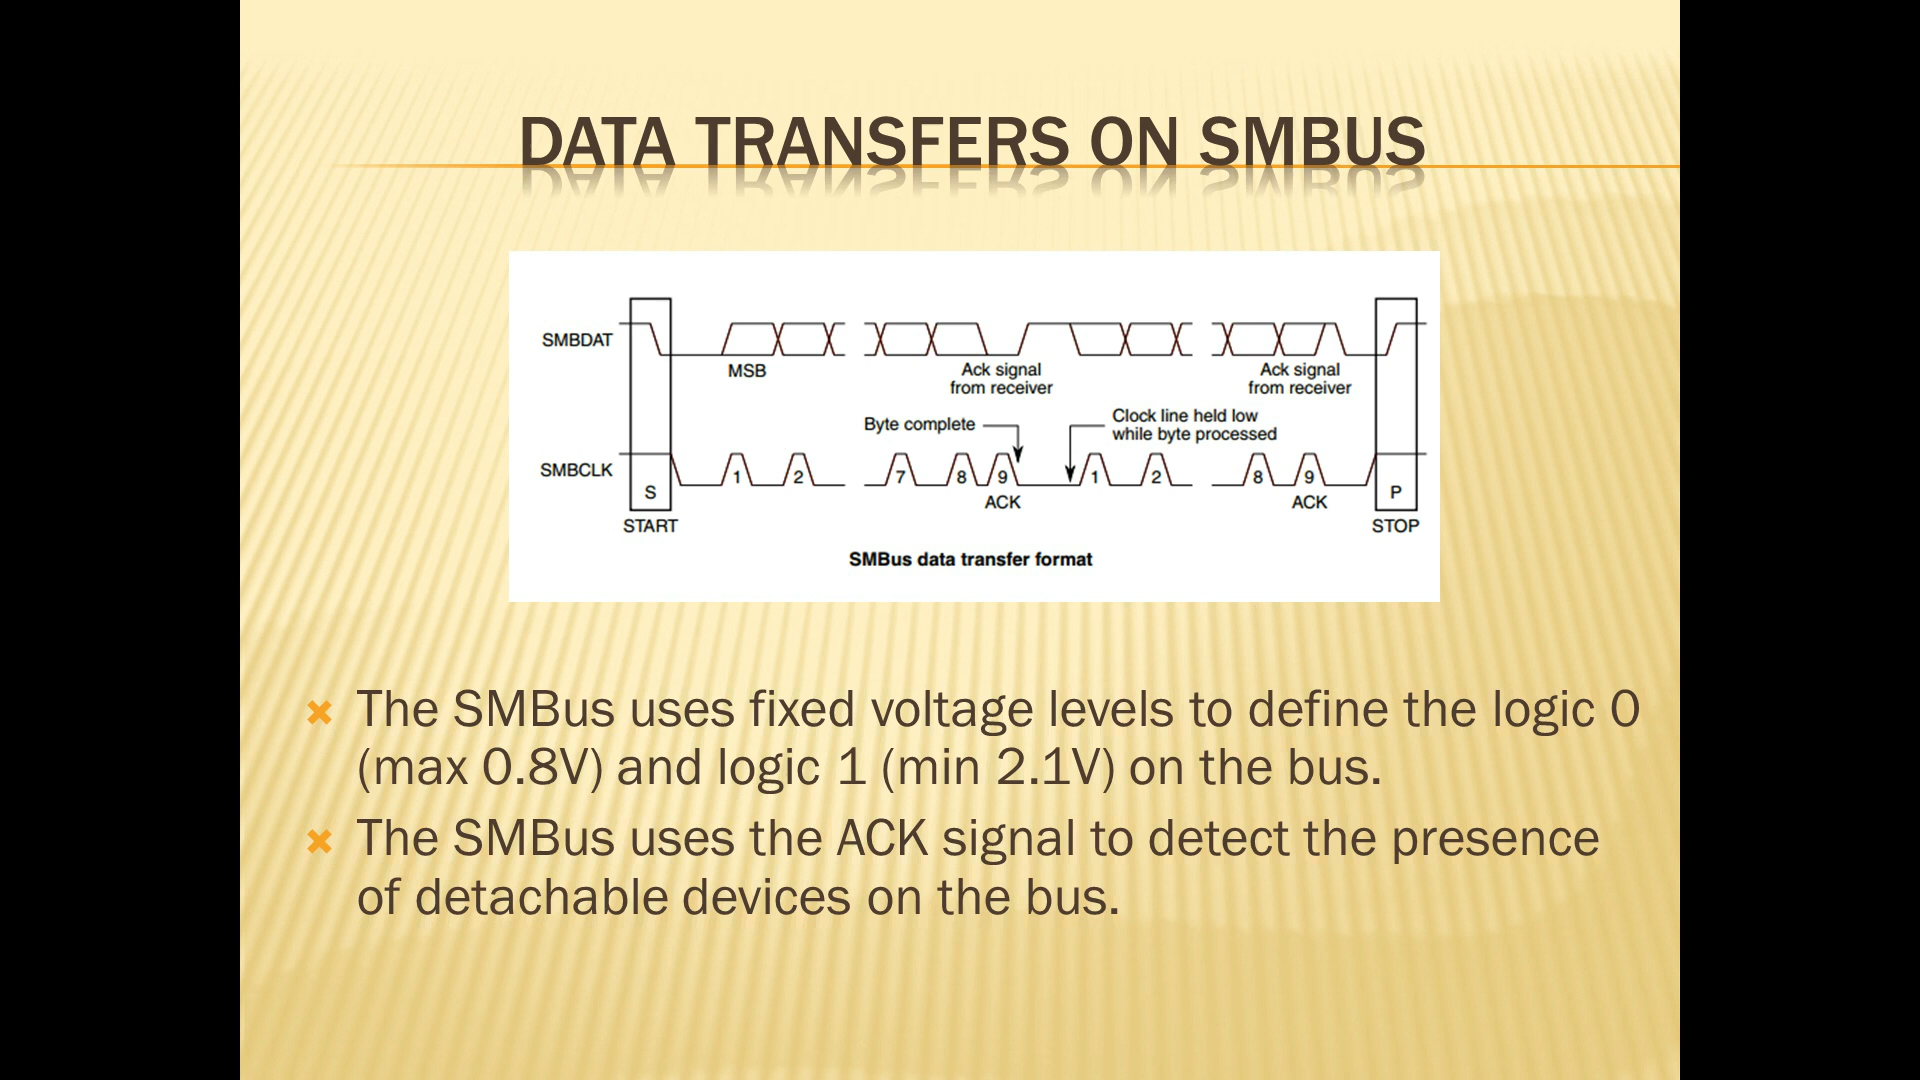 DATA TRANSFERS ON SMBUS
SMBDAT
MSB
Ack signal
from receiver
Ack signal
from receiver
Byte complete
Clock line held low
while byte processed
SMBCLK
S
1
2
7
8
9
1
2
8
9
P
ACK
ACK
START
STOP
SMBus data transfer format
The SMBus uses fixed voltage levels to define the logic 0
(max 0.8V) and logic 1 (min 2.1V) on the bus.
The SMBus uses the ACK signal to detect the presence
of detachable devices on the bus.